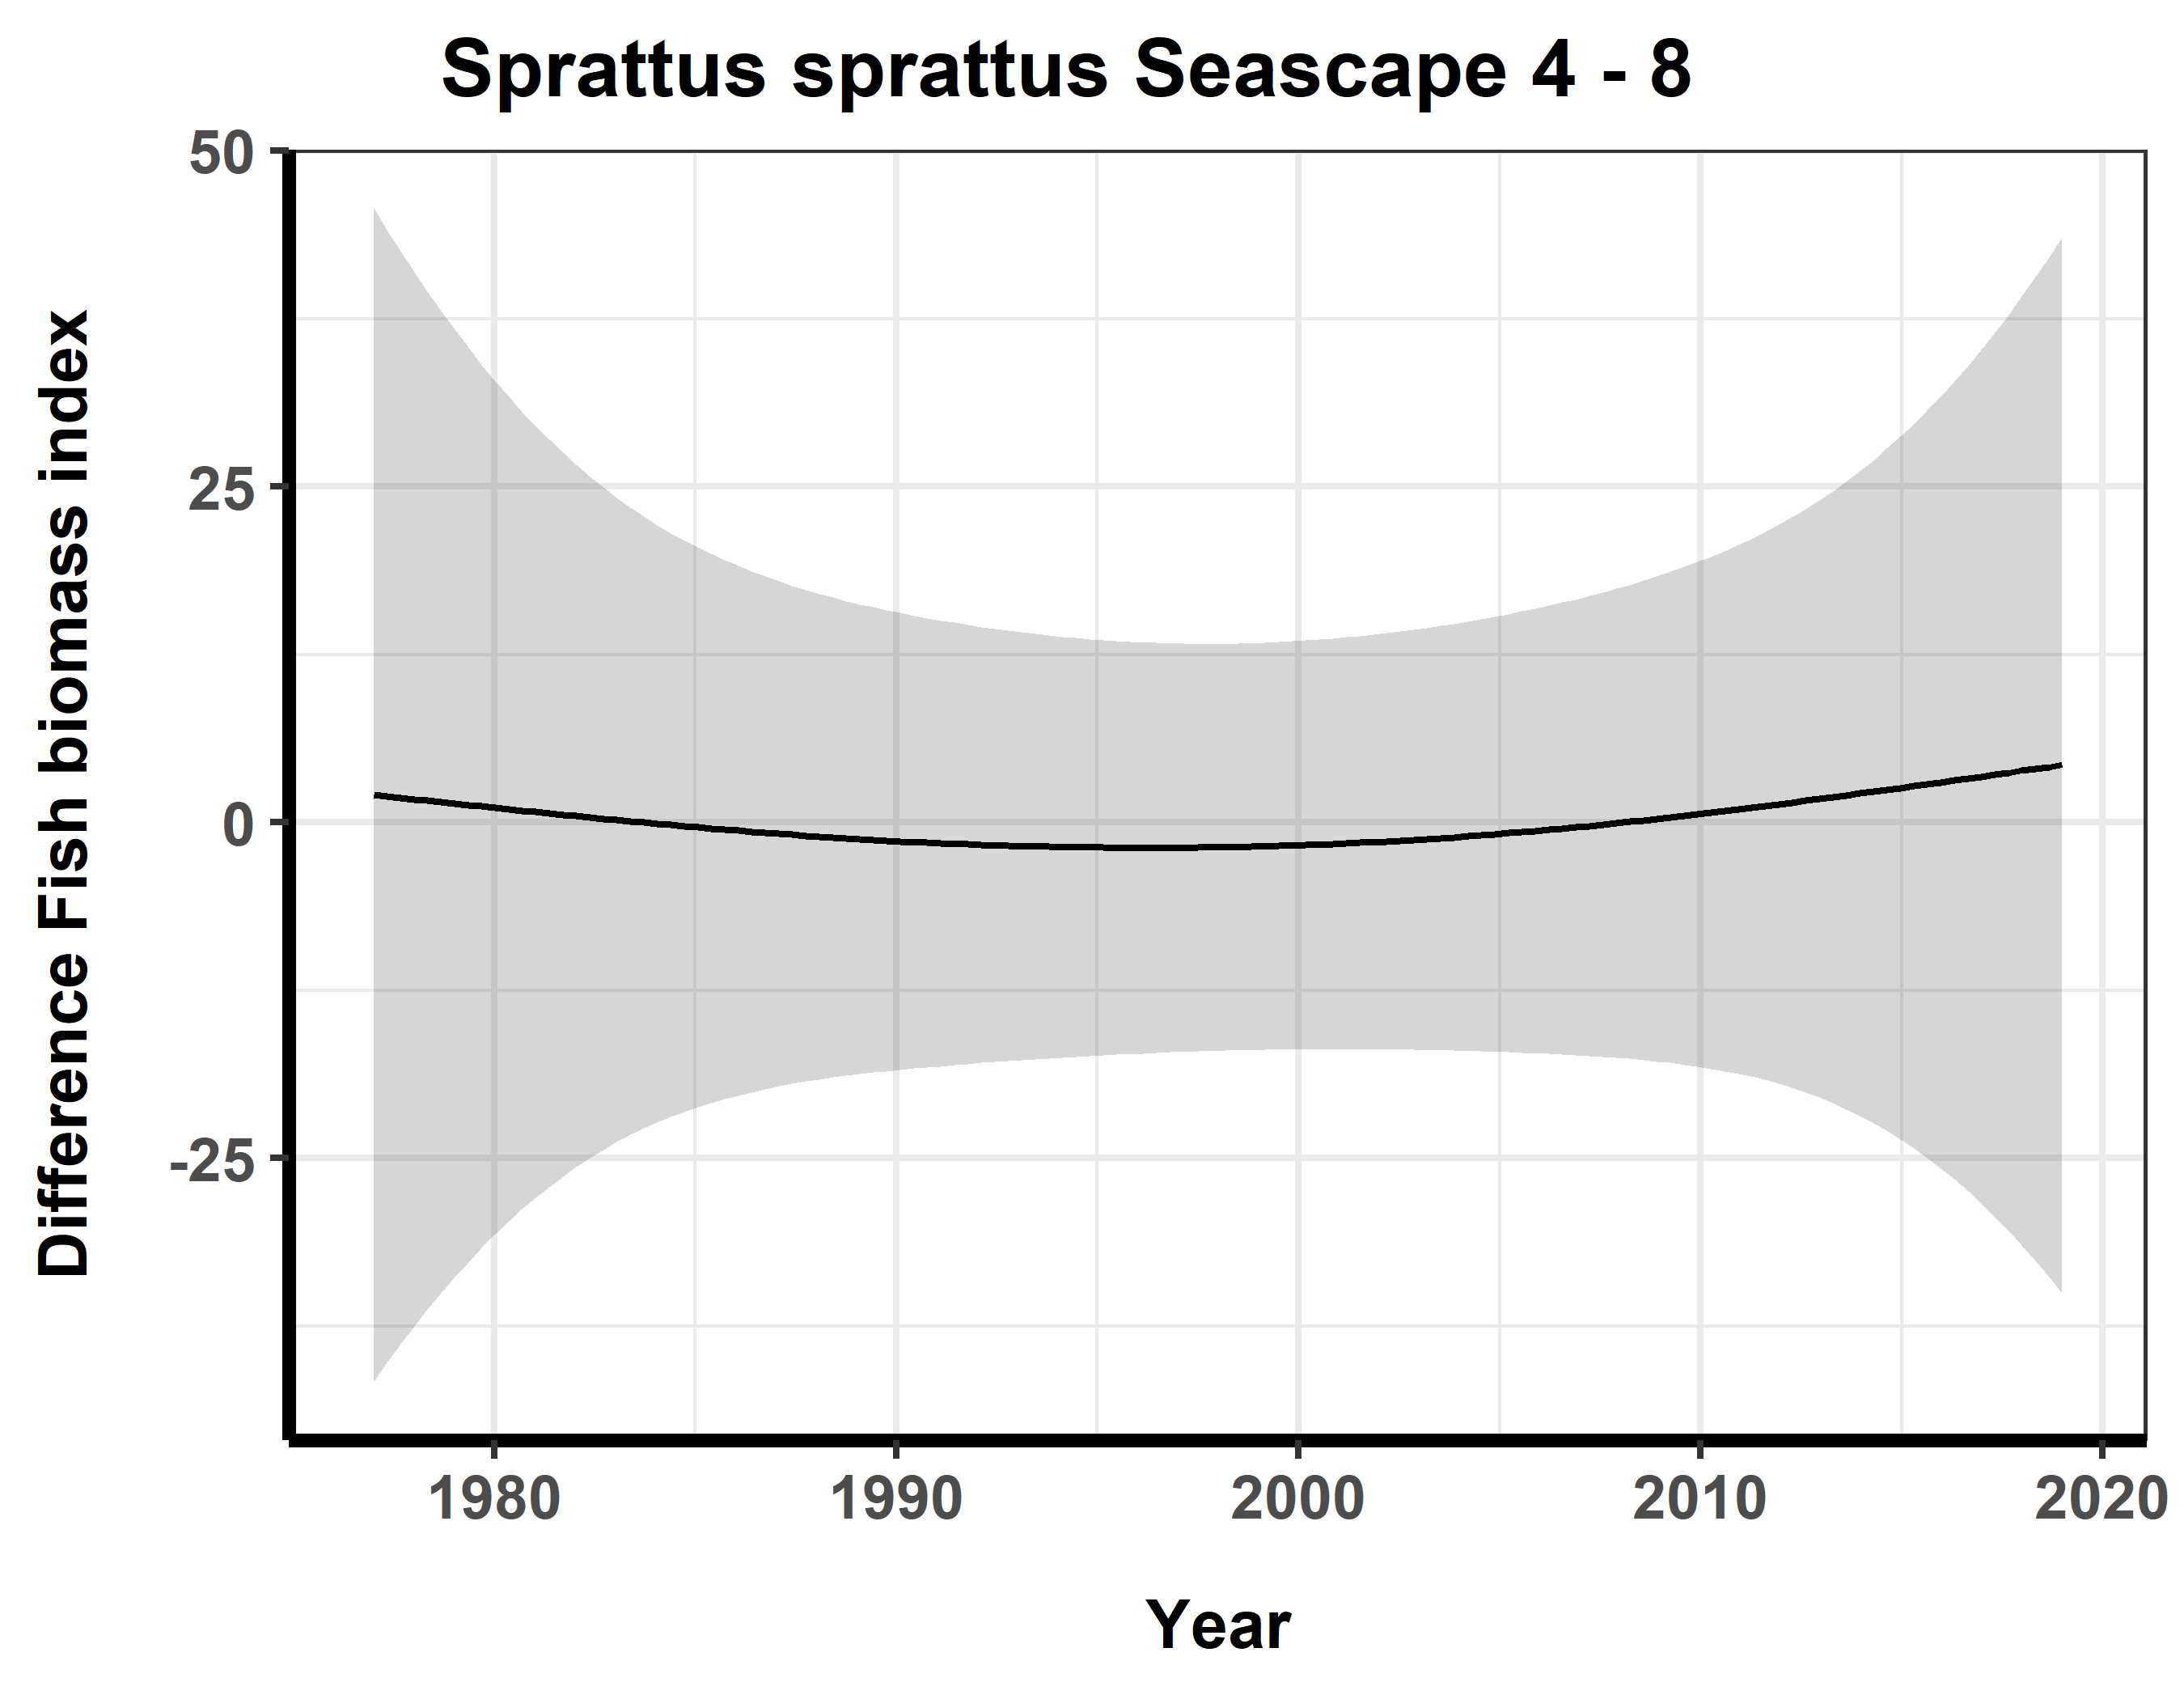 Sprattus sprattus Seascape 4 - 8
Difference Fish biomass index
50
25
0
-25
1980 1990 2000 2010 2020
Year